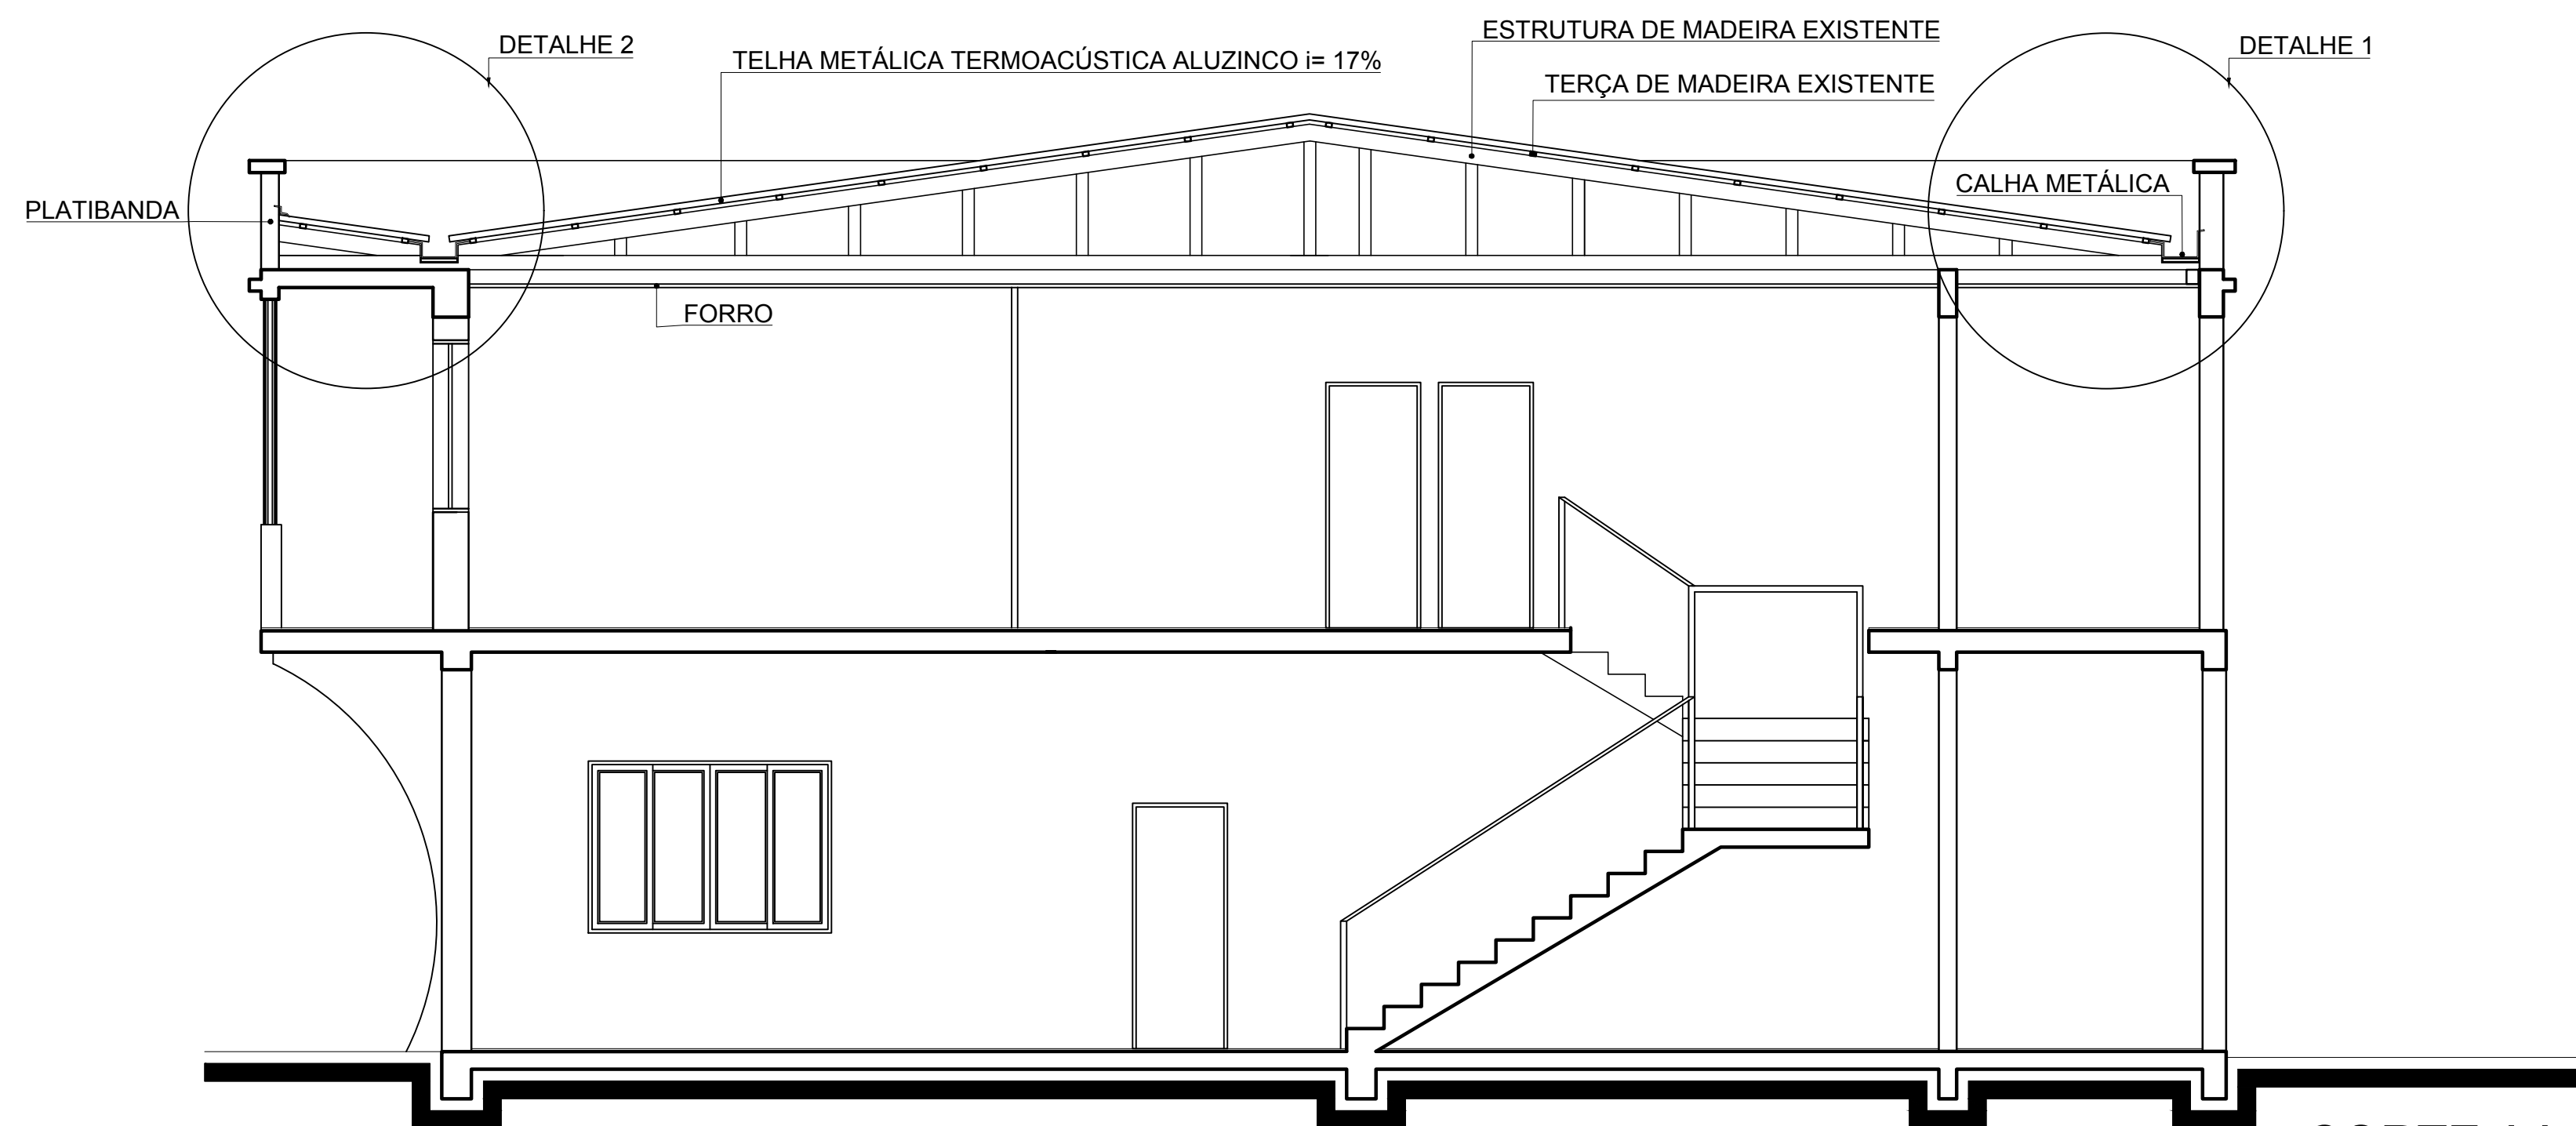 ESTRUTURA DE MADEIRA EXISTENTE
DETALHE 2
DETALHE 1
TELHA METÁLICA TERMOACÚSTICA ALUZINCO i= 17%
TERÇA DE MADEIRA EXISTENTE
CALHA METÁLICA
PLATIBANDA
FORRO